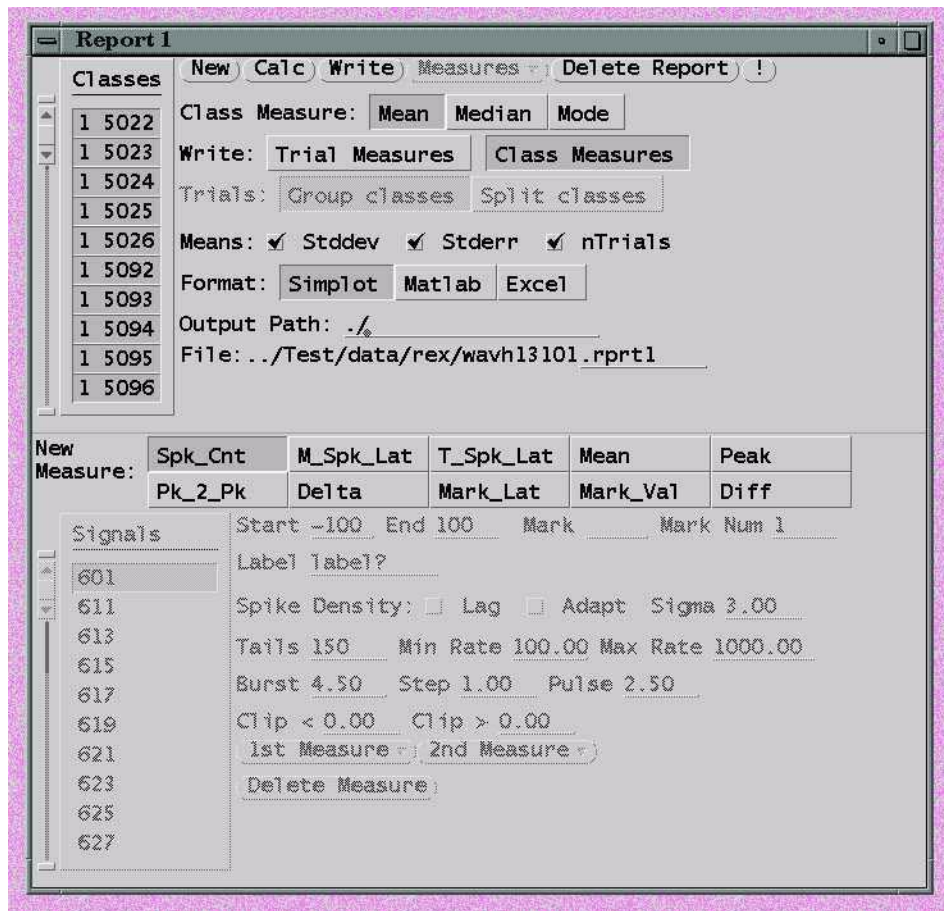 Report 1
Classes
New Calc Write Measures Delete Report !
1 5022
1 5023
1 5024
1 5025
1 5026
1 5092
1 5093
1 5094
1 5095
1 5096
Class Measure: Mean Median Mode
Write: Trial Measures Class Measures
Trials: Group classes Split classes
Means: Stddev Stderr nTrials
Format: Simplot Matlab Excel
Output Path: ./
File: ../Test/data/rex/wavh13101.rprt1
New Measure:
Spk_Cnt M_Spk_Lat T_Spk_Lat Mean Peak
Pk_2_Pk Delta Mark_Lat Mark_Val Diff
Signals
601
611
613
615
617
619
621
623
625
627
Start -100 End 100 Mark Mark Num 1
Label label?
Spike Density: Lag Adapt Sigma 3.00
Tails 150 Min Rate 100.00 Max Rate 1000.00
Burst 4.50 Step 1.00 Pulse 2.50
Clip < 0.00 Clip > 0.00
1st Measure 2nd Measure
Delete Measure